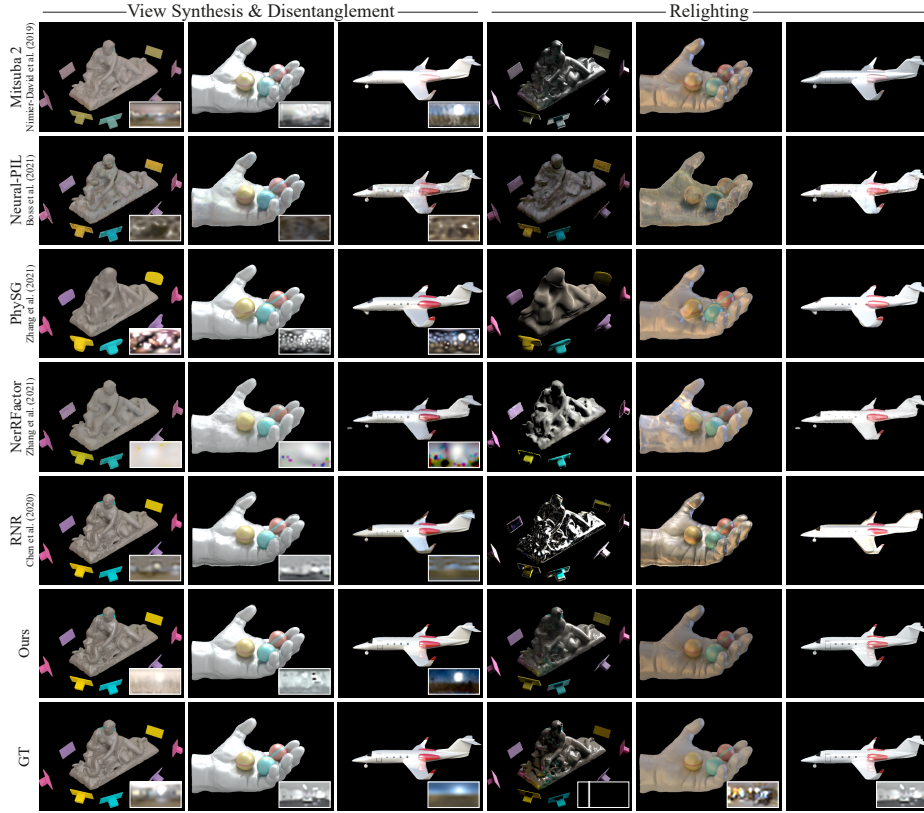 View Synthesis & Disentanglement
Relighting
Mitsuba 2
Nimier-David et al. (2019)
Neural-PIL
Boss et al. (2021)
PhySG
Zhang et al. (2021)
NerRFactor
Zhang et al. (2021)
RNR
Chen et al. (2020)
Ours
GT